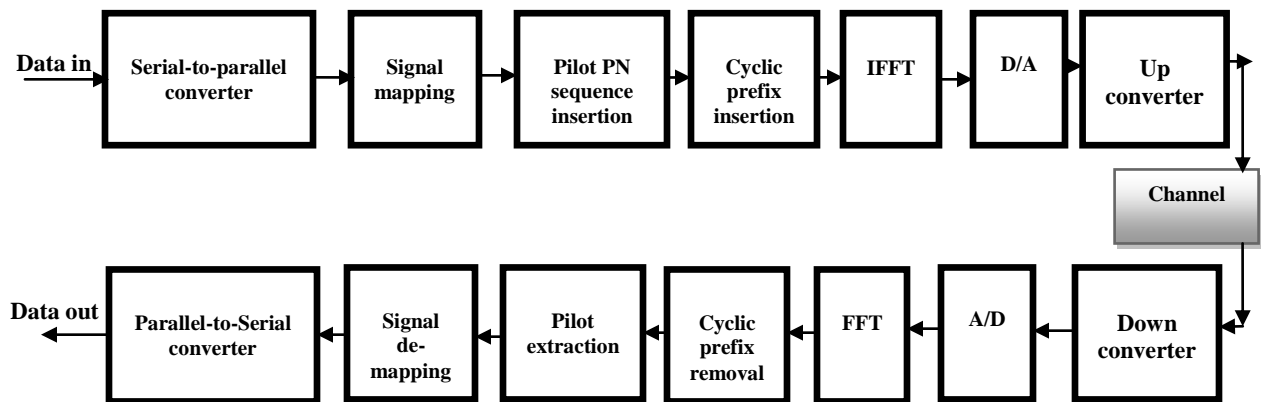 Data in
Serial-to-parallel
converter
Signal
mapping
Pilot PN
sequence
insertion
Cyclic
prefix
insertion
IFFT
D/A
Up
converter
Channel
Data out
Parallel-to-Serial
converter
Signal
de-
mapping
Pilot
extraction
Cyclic
prefix
removal
FFT
A/D
Down
converter